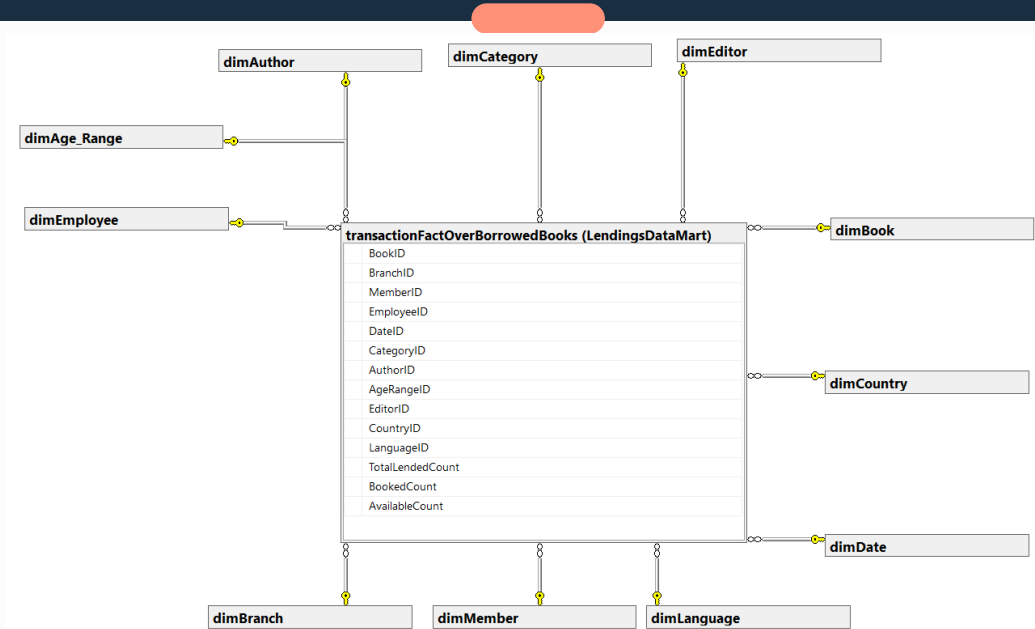 dimAuthor
dimCategory
dimEditor
dimAge_Range
dimEmployee
transactionFactOverBorrowedBooks (LendingsDataMart)
BookID
BranchID
MemberID
EmployeeID
DateID
CategoryID
AuthorID
AgeRangeID
EditorID
CountryID
LanguageID
TotalLendedCount
BookedCount
AvailableCount
dimBook
dimCountry
dimDate
dimBranch
dimMember
dimLanguage